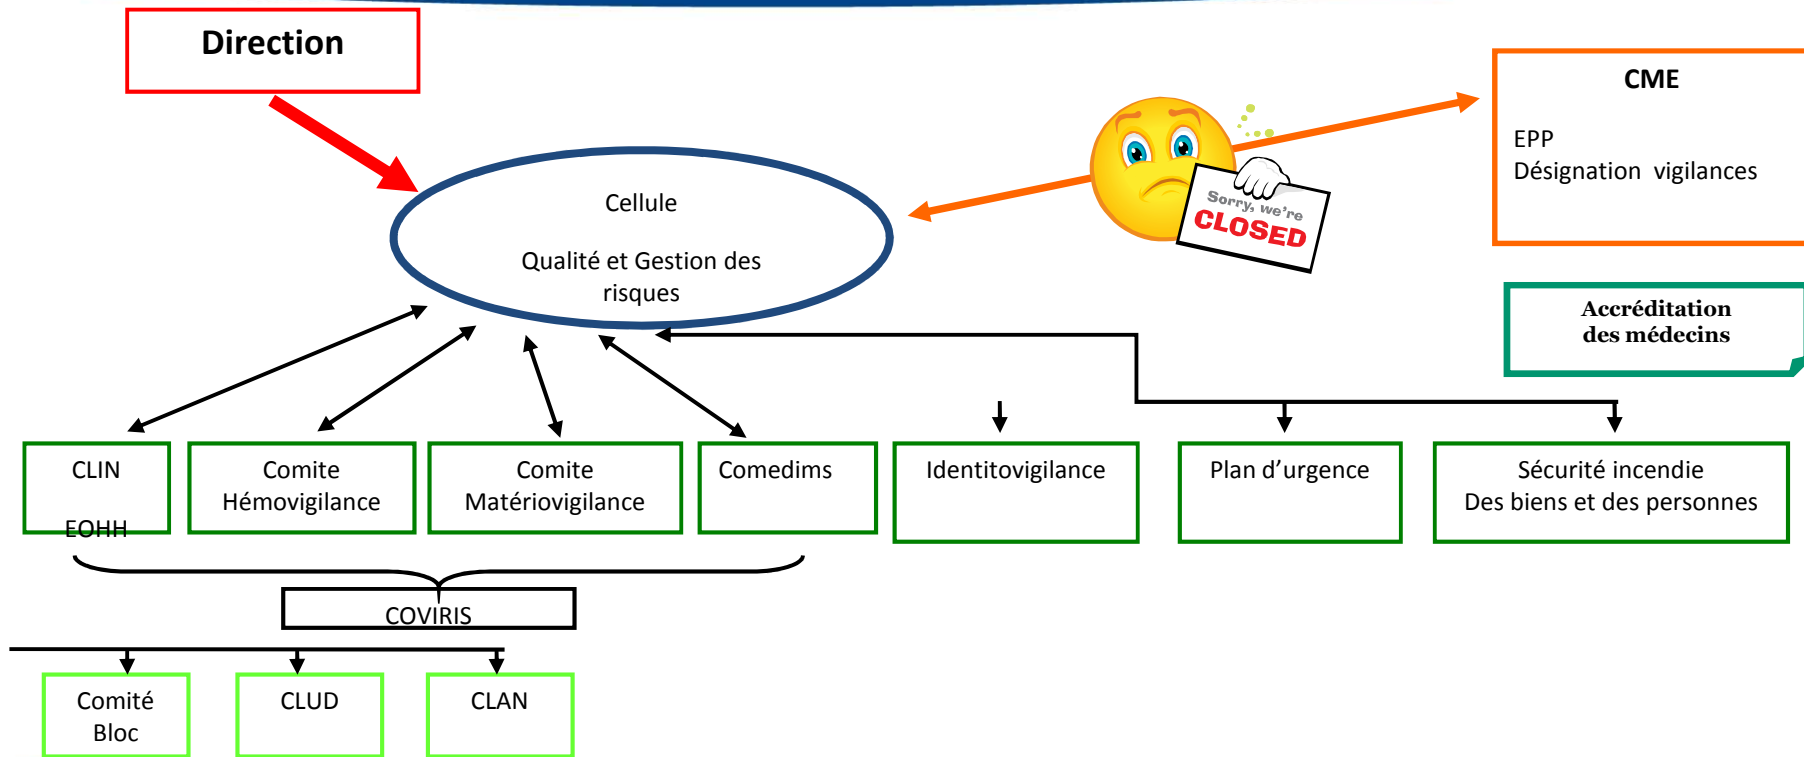 Direction
CME
EPP
Désignation  vigilances
Sorry, we're
CLOSED
Cellule
Qualité et Gestion des
risques
Accréditation
des médecins
CLIN
EOHH
Comite
Hémovigilance
Comite
Matériovigilance
Comedims
Identitovigilance
Plan d'urgence
Sécurité incendie
Des biens et des personnes
COVIRIS
Comité
Bloc
CLUD
CLAN